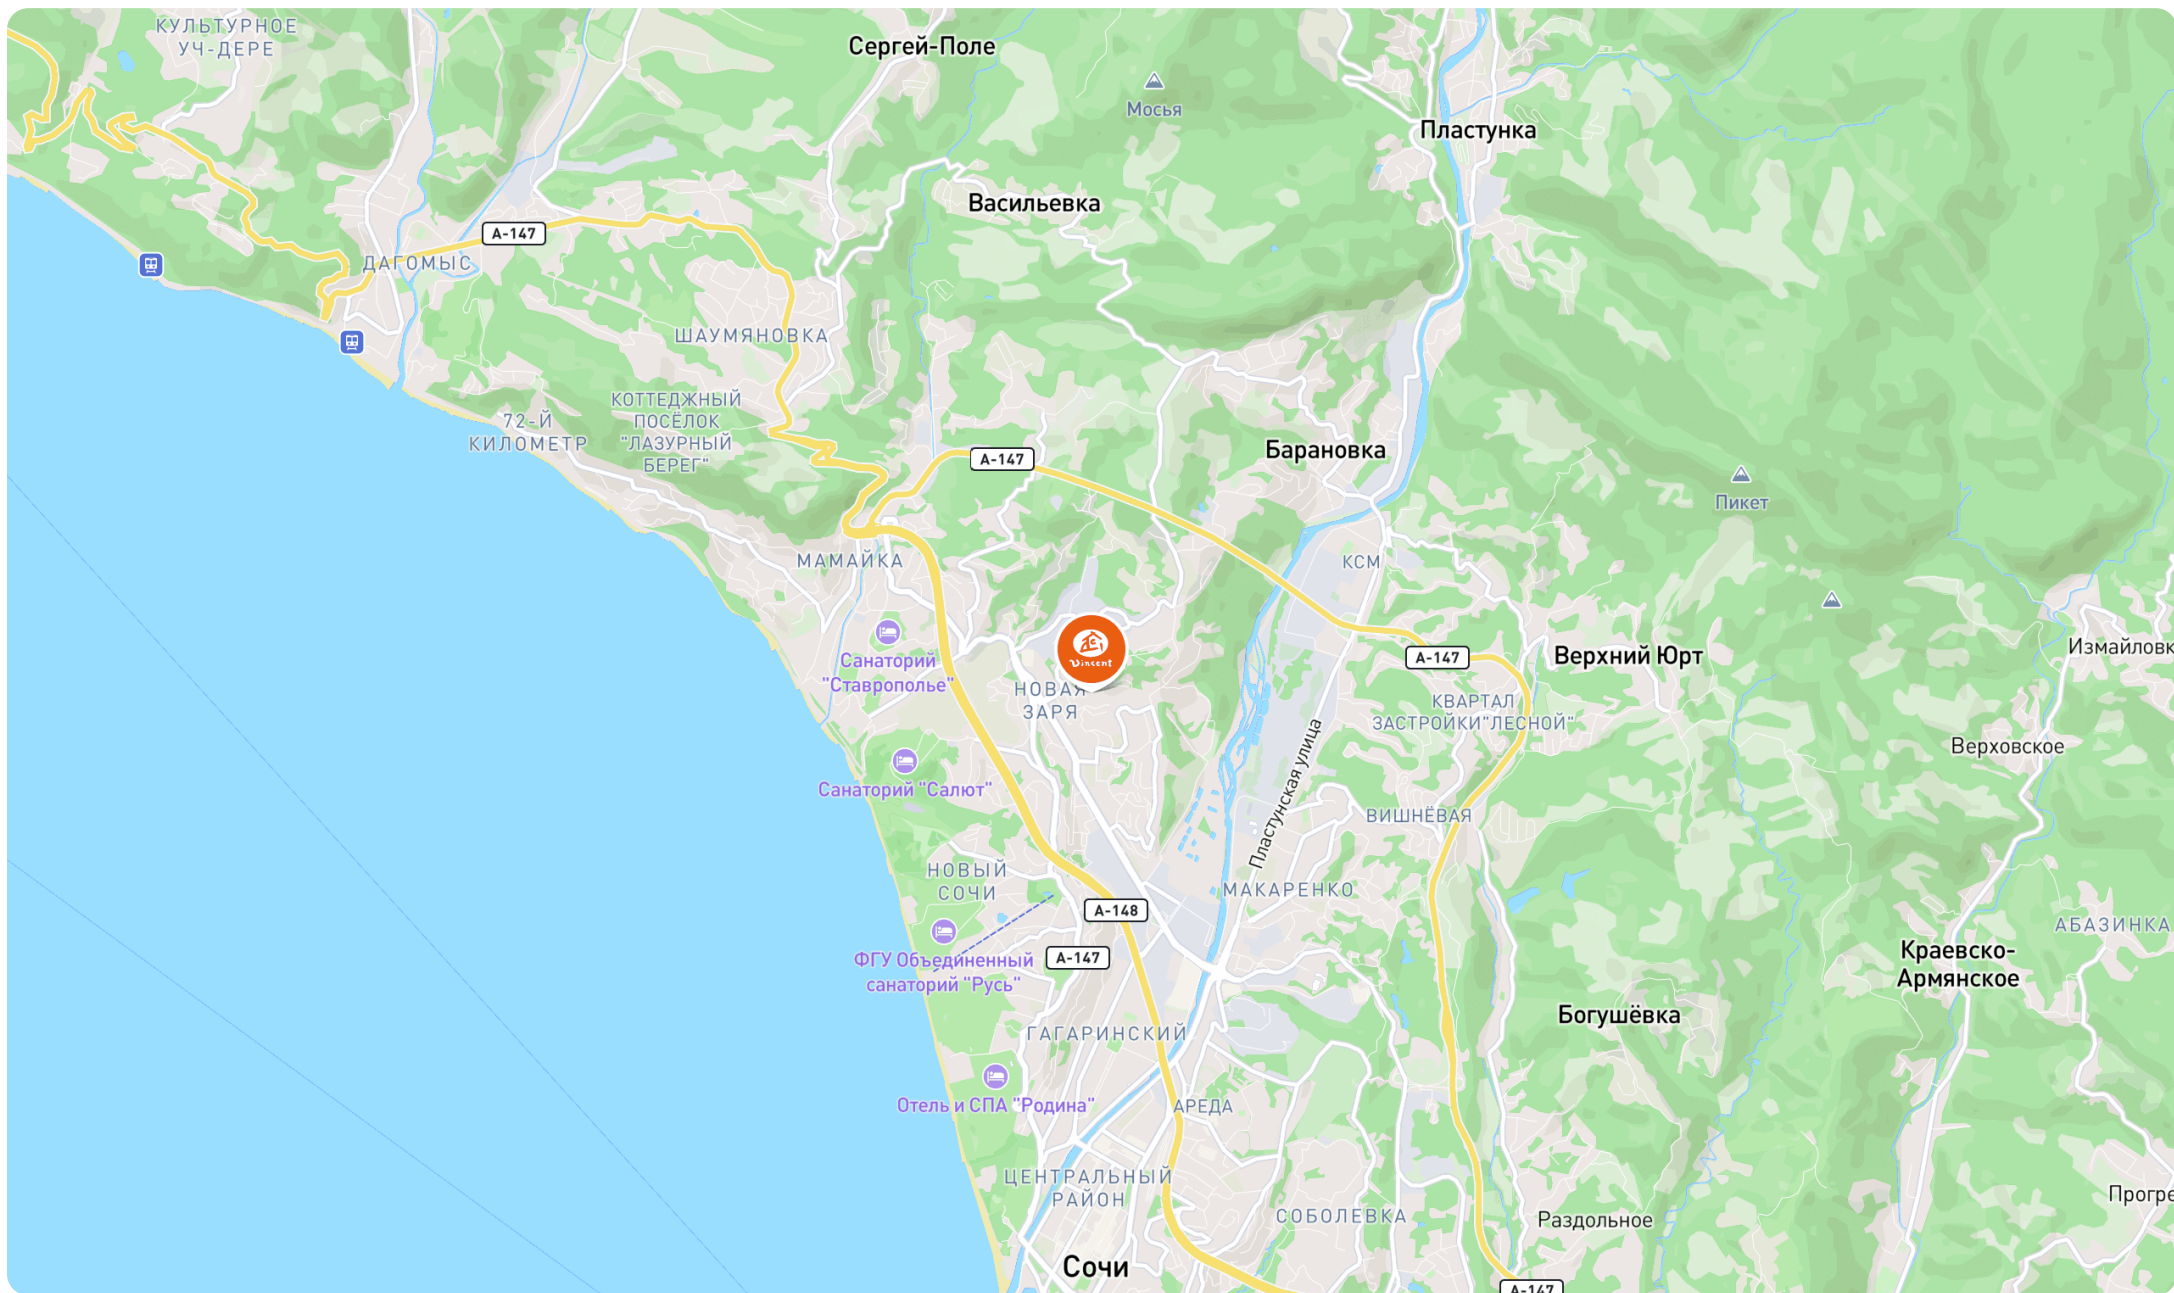 КУЛЬТУРНОЕ
УЧ-ДЕРЕ
Сергей-Поле
Мосья
Пластунка
Васильевка
А-147
ДАГОМЫС
ШАУМЯНОВКА
КОТТЕДЖНЫЙ
ПОСЁЛОК
"ЛАЗУРНЫЙ
БЕРЕГ"
72-Й
КИЛОМЕТР
А-147
Барановка
Пикет
МАМАЙКА
КСМ
Санаторий
"Ставрополье"
Vincent
НОВАЯ
ЗАРЯ
А-147
Верхний Юрт
Измайловк
КВАРТАЛ
ЗАСТРОЙКИ"ЛЕСНОЙ"
Верховское
Пластунская улица
Санаторий "Салют"
ВИШНЁВАЯ
НОВЫЙ
СОЧИ
МАКАРЕНКО
А-148
АБАЗИНКА
А-147
ФГУ Объединенный
санаторий "Русь"
Краевско-
Армянское
Богушёвка
ГАГАРИНСКИЙ
Отель и СПА "Родина"
АРЕДА
ЦЕНТРАЛЬНЫЙ
РАЙОН
СОБОЛЕВКА
Раздольное
Прогре
Сочи
А-147